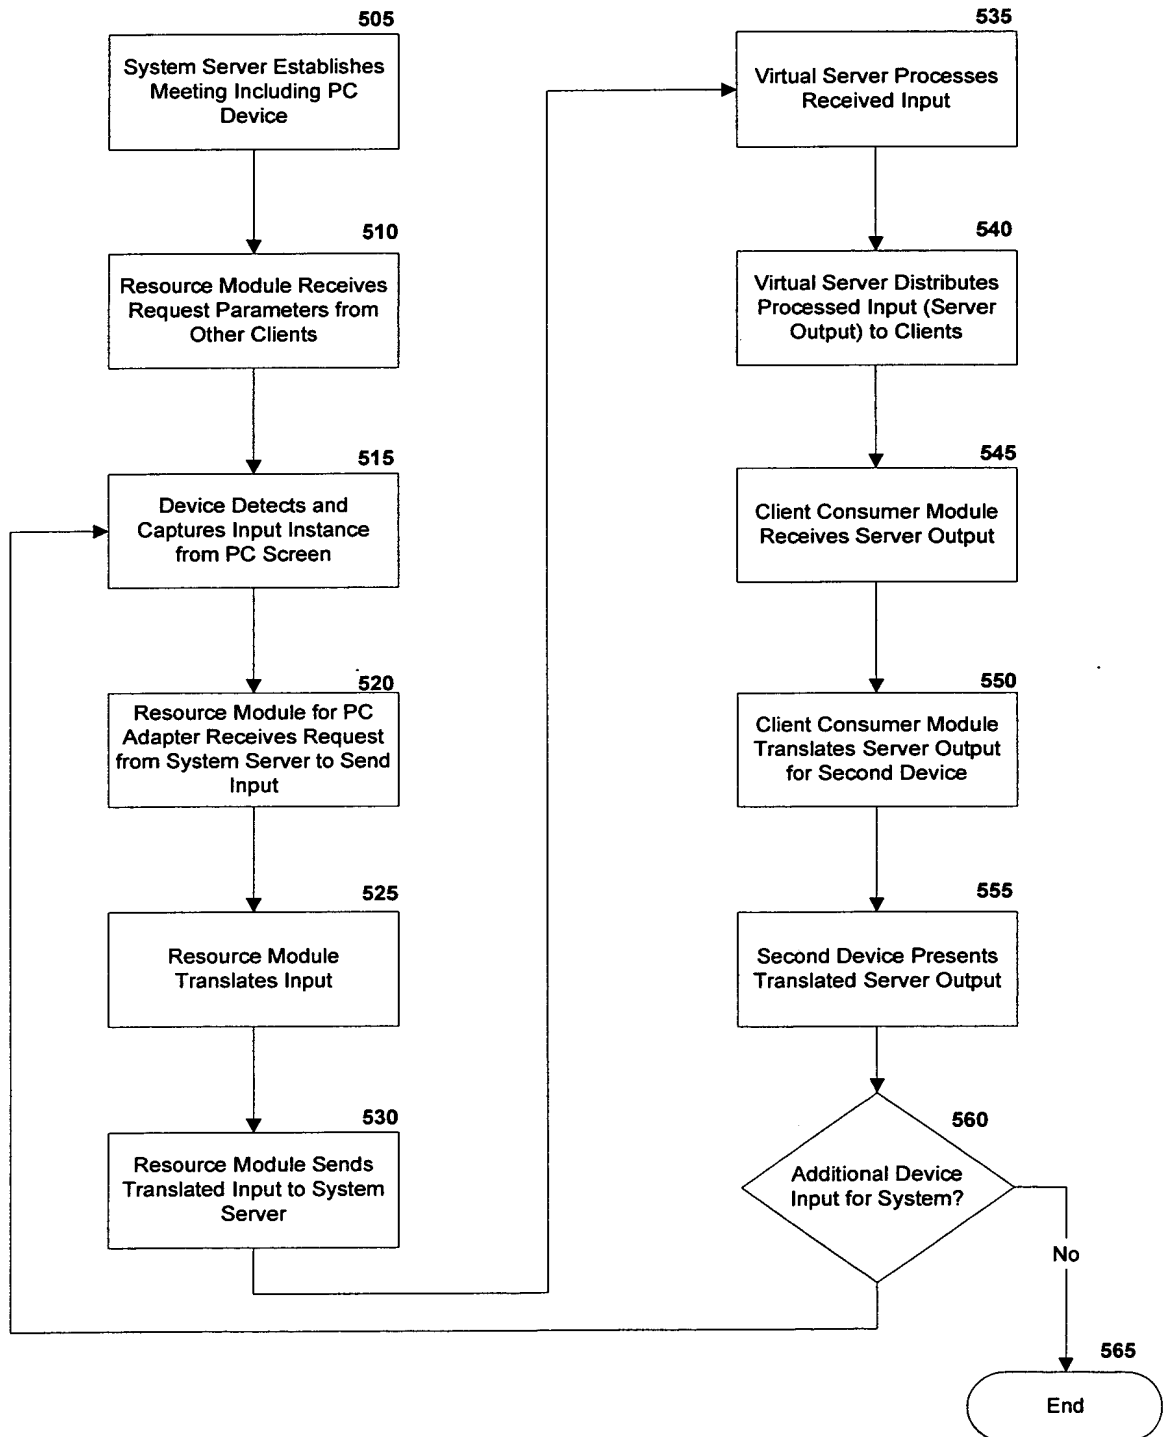 505
System Server Establishes
Meeting Including PC
Device
510
Resource Module Receives
Request Parameters from
Other Clients
515
Device Detects and
Captures Input Instance
from PC Screen
520
Resource Module for PC
Adapter Receives Request
from System Server to Send
Input
525
Resource Module
Translates Input
530
Resource Module Sends
Translated Input to System
Server
535
Virtual Server Processes
Received Input
540
Virtual Server Distributes
Processed Input (Server
Output) to Clients
545
Client Consumer Module
Receives Server Output
550
Client Consumer Module
Translates Server Output
for Second Device
555
Second Device Presents
Translated Server Output
560
Additional Device
Input for System?
No
565
End